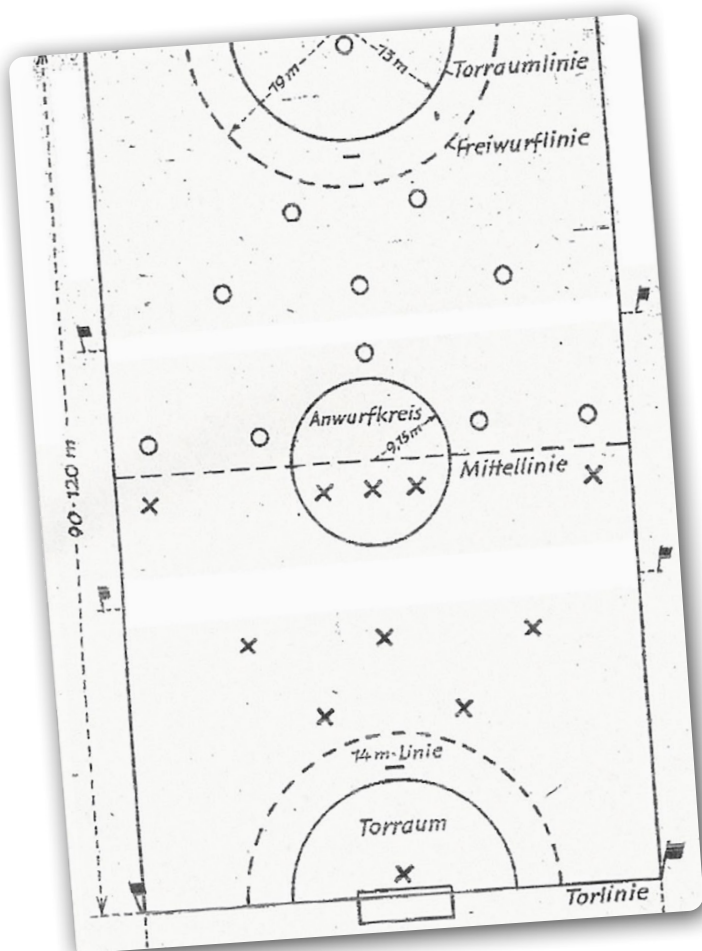 19 m
13 m
Torraumlinie
Freiwurflinie
Anwurfkreis
9,15 m
Mittellinie
90-120 m
14 m-Linie
Torraum
Torlinie